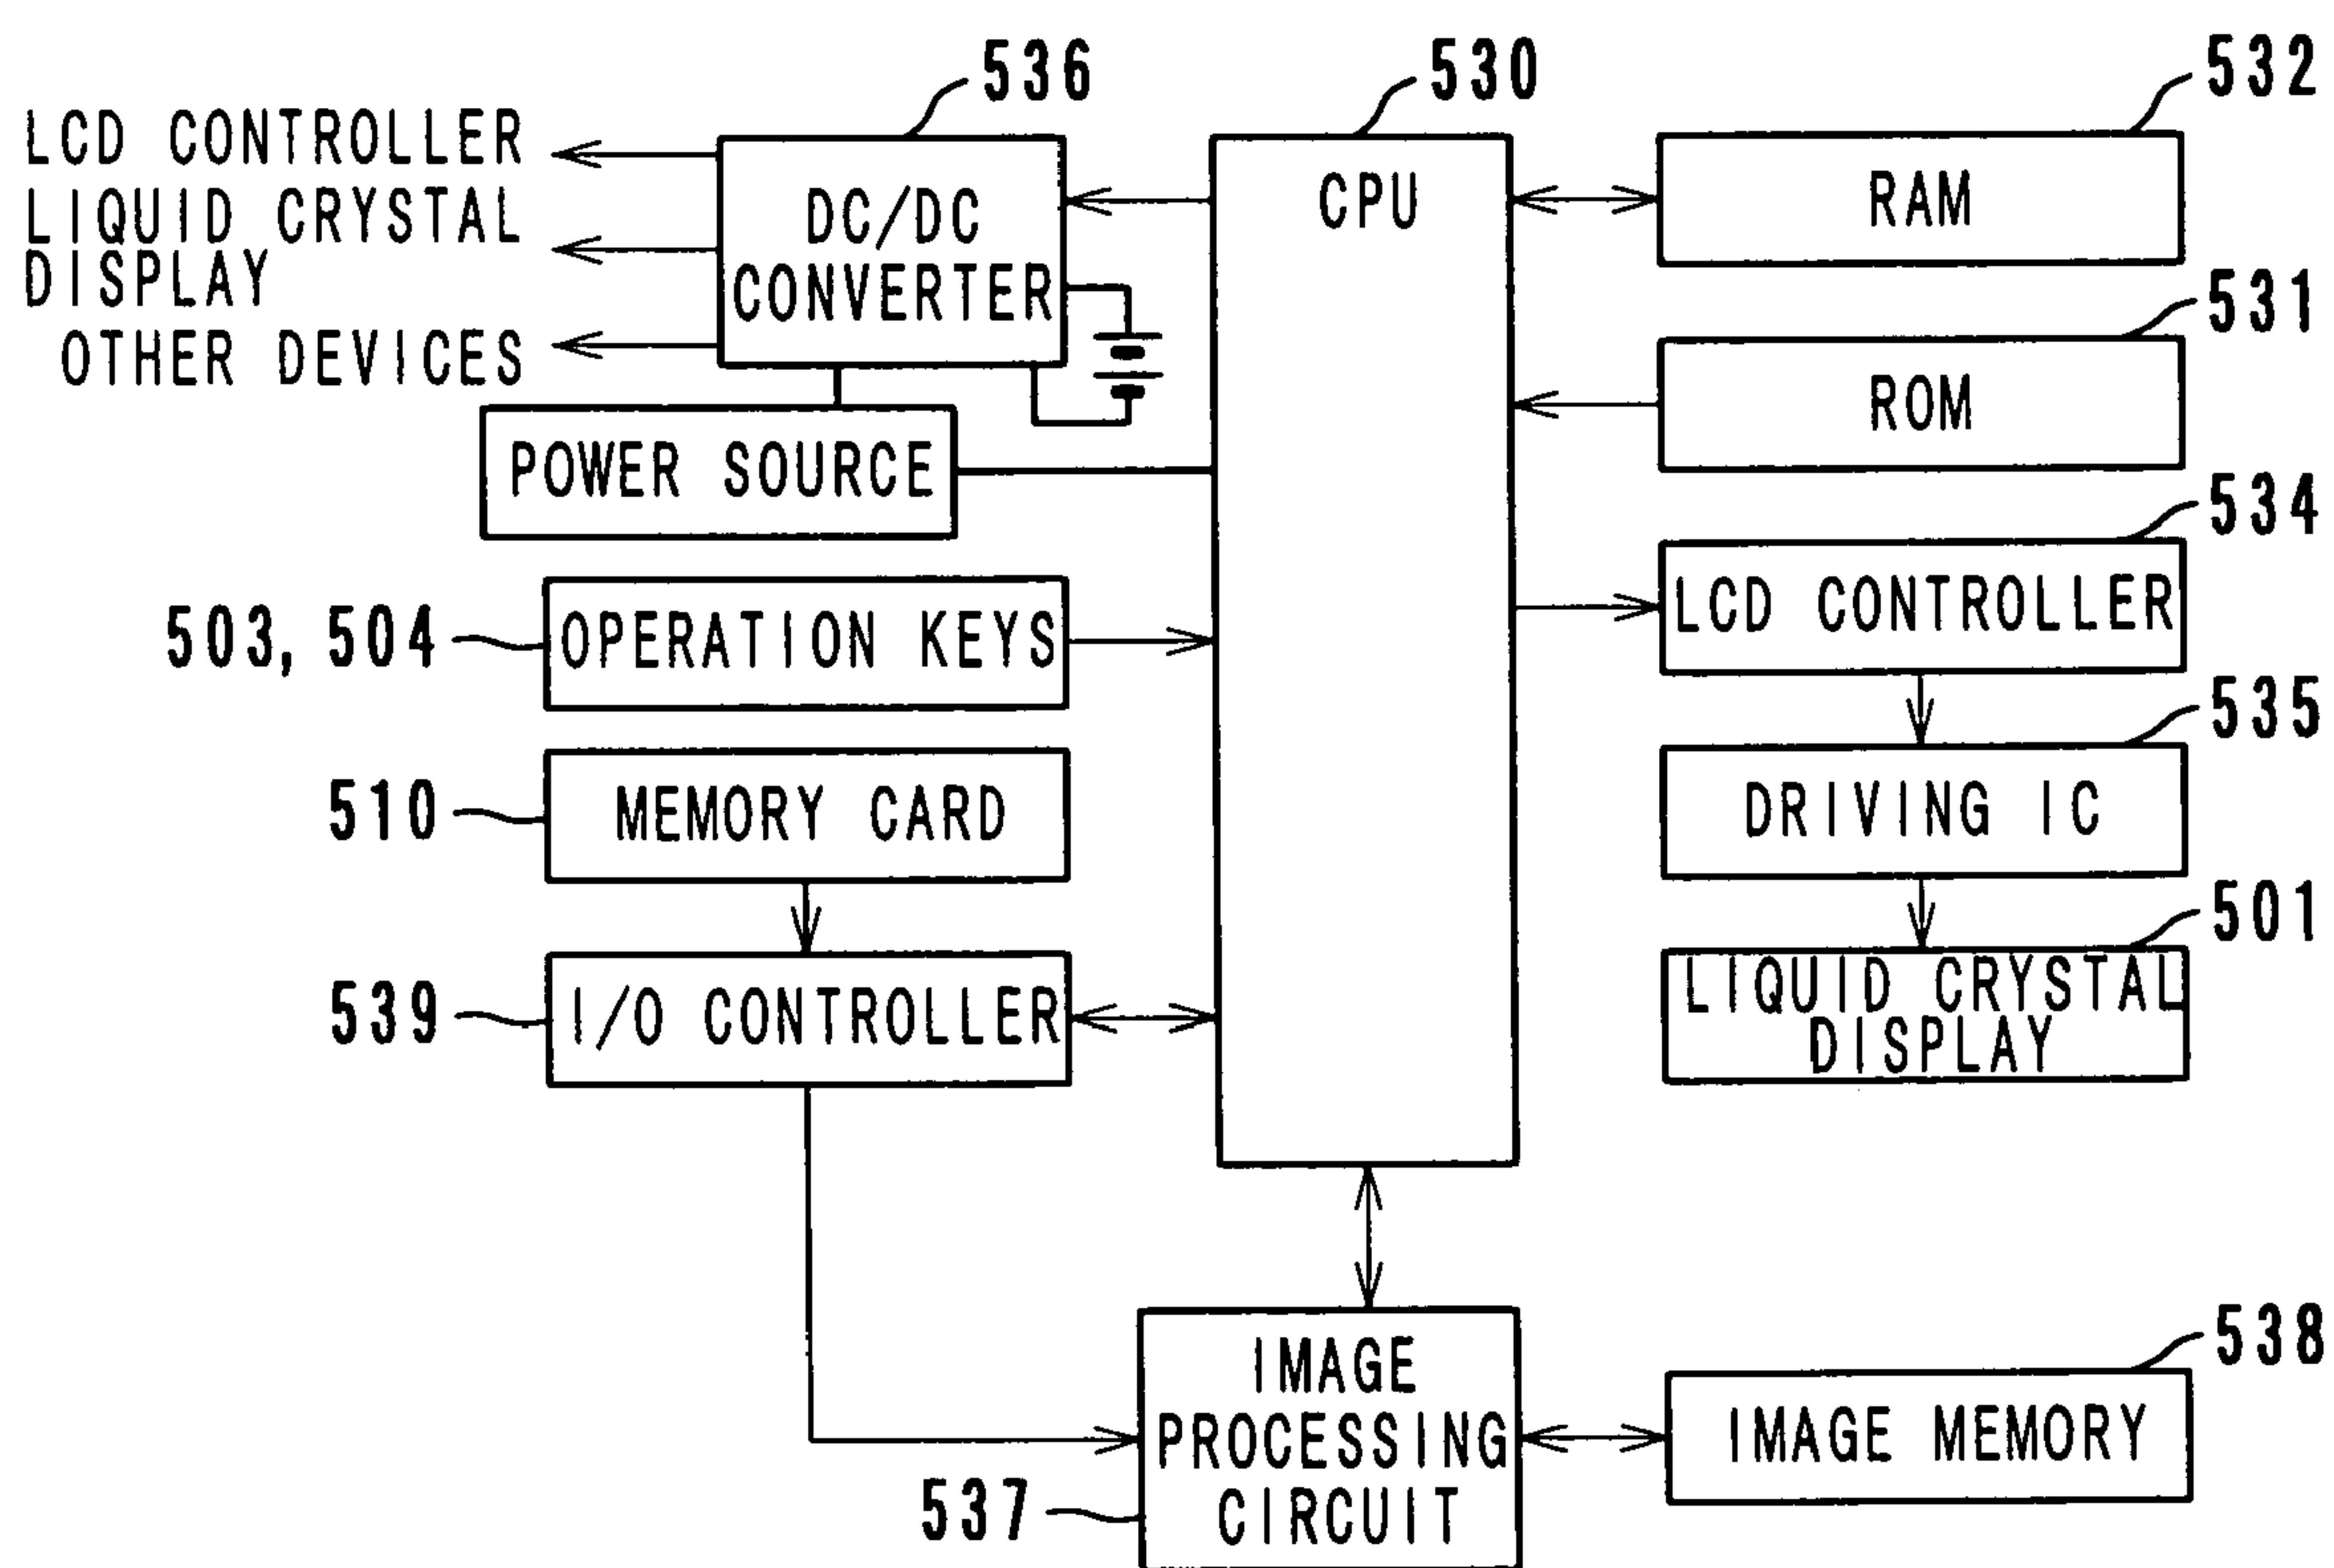 536
530
532
LCD CONTROLLER
LIQUID CRYSTAL
DISPLAY
OTHER DEVICES
DC/DC
CONVERTER
CPU
RAM
531
ROM
POWER SOURCE
534
LCD CONTROLLER
503, 504
OPERATION KEYS
535
DRIVING IC
510
MEMORY CARD
501
LIQUID CRYSTAL
DISPLAY
539
I/O CONTROLLER
538
IMAGE
PROCESSING
CIRCUIT
IMAGE MEMORY
537